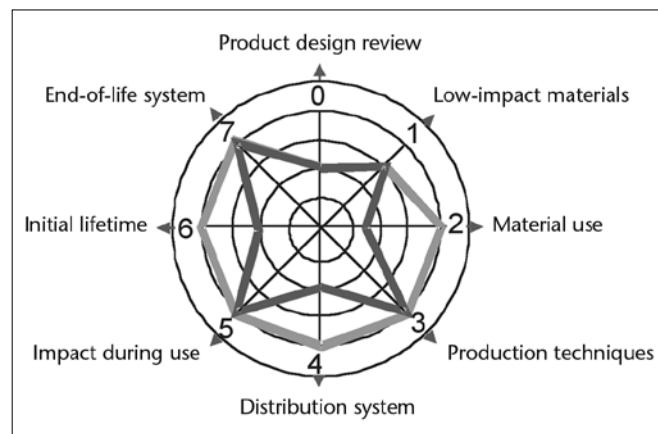 Product design review
0
End-of-life system
Low-impact materials
7
1
Initial lifetime
6
2
Material use
5
3
Impact during use
4
Production techniques
Distribution system